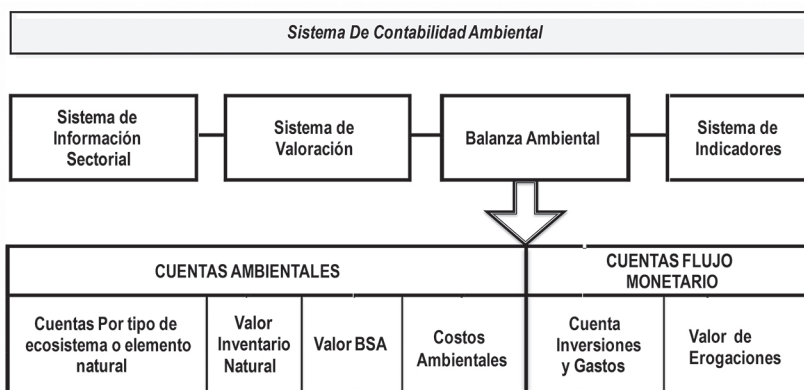 Sistema De Contabilidad Ambiental
Sistema de
Información
Sectorial
Sistema de
Valoración
Balanza Ambiental
Sistema de
Indicadores
CUENTAS AMBIENTALES
CUENTAS FLUJO
MONETARIO
Cuentas Por tipo de
ecosistema o elemento
natural
Valor
Inventario
Natural
Valor BSA
Costos
Ambientales
Cuenta
Inversiones
y Gastos
Valor de
Erogaciones